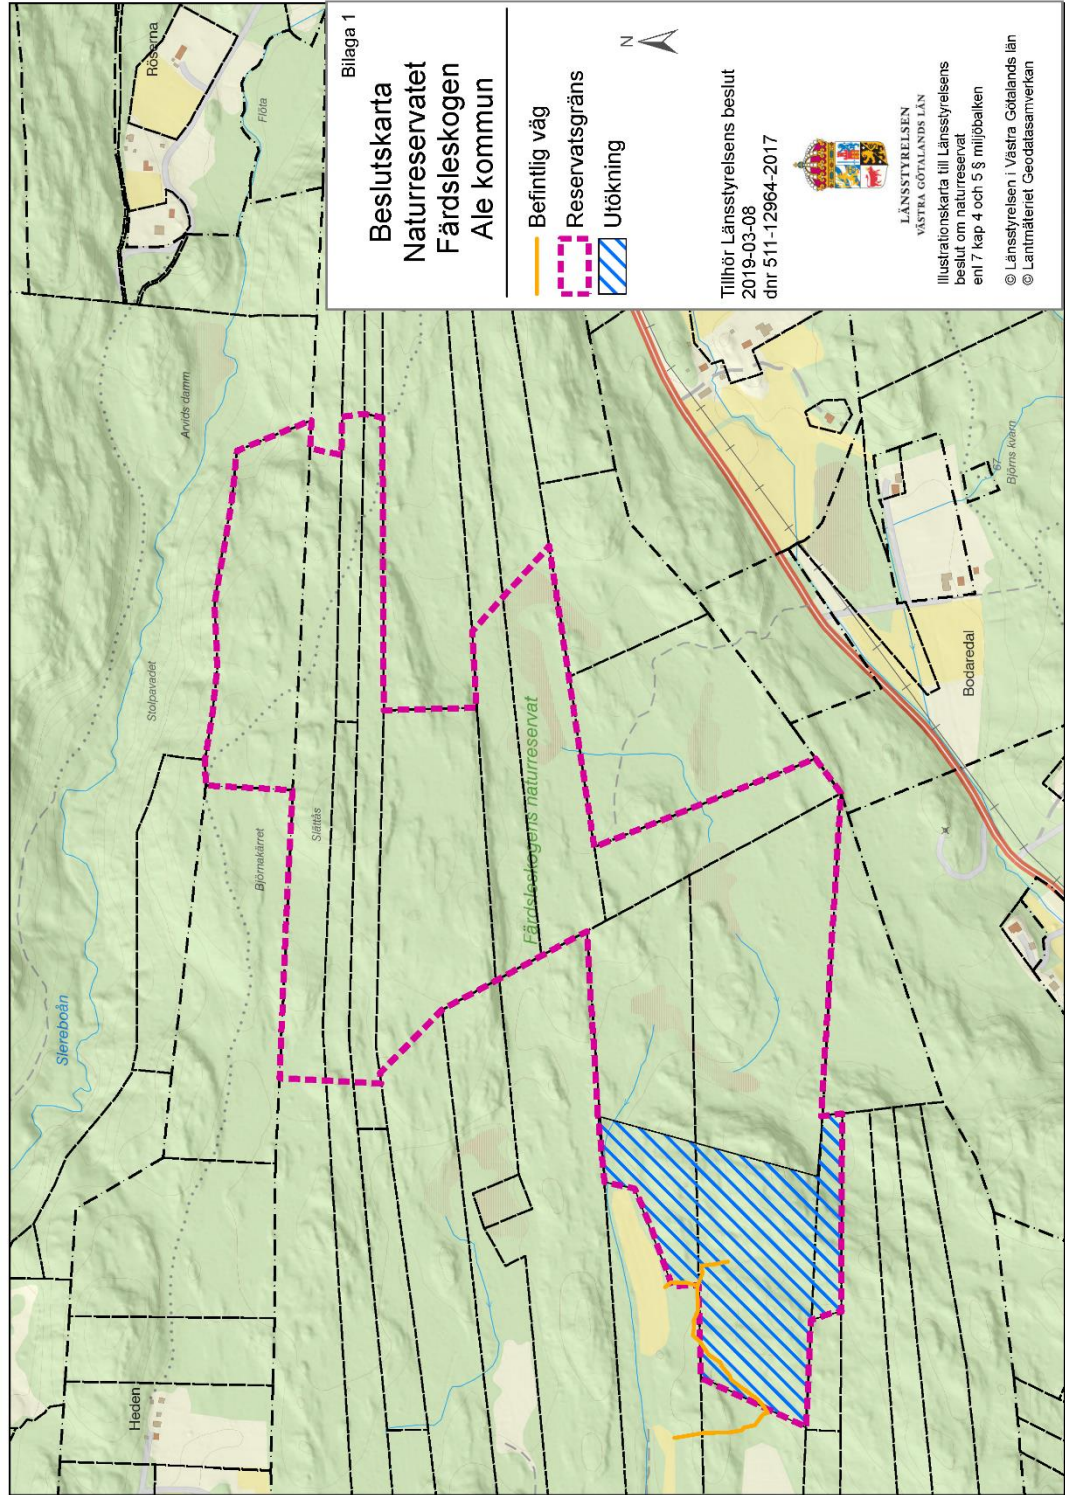 Bilaga 1
Beslutskarta
Naturreservatet
Färdsleskogen
Ale kommun
Befintlig väg
Reservatsgräns
Utökning
N
Tillhör Länsstyrelsens beslut
2019-03-08
dnr 511-12964-2017
LÄNSSTYRELSEN
VÄSTRA GÖTALANDS LÄN
Illustrationskarta till Länsstyrelsens
beslut om naturreservat
enl 7 kap 4 och 5 § miljöbalken
© Länsstyrelsen i Västra Götalands län
© Lantmäteriet Geodatasamverkan
Röserna
Flöta
Arvids damm
Stolpavadet
Slereboån
Björnakärret
Slättås
Heden
Färdsleskogens naturreservat
Bodaredal
67
Björns kvarn